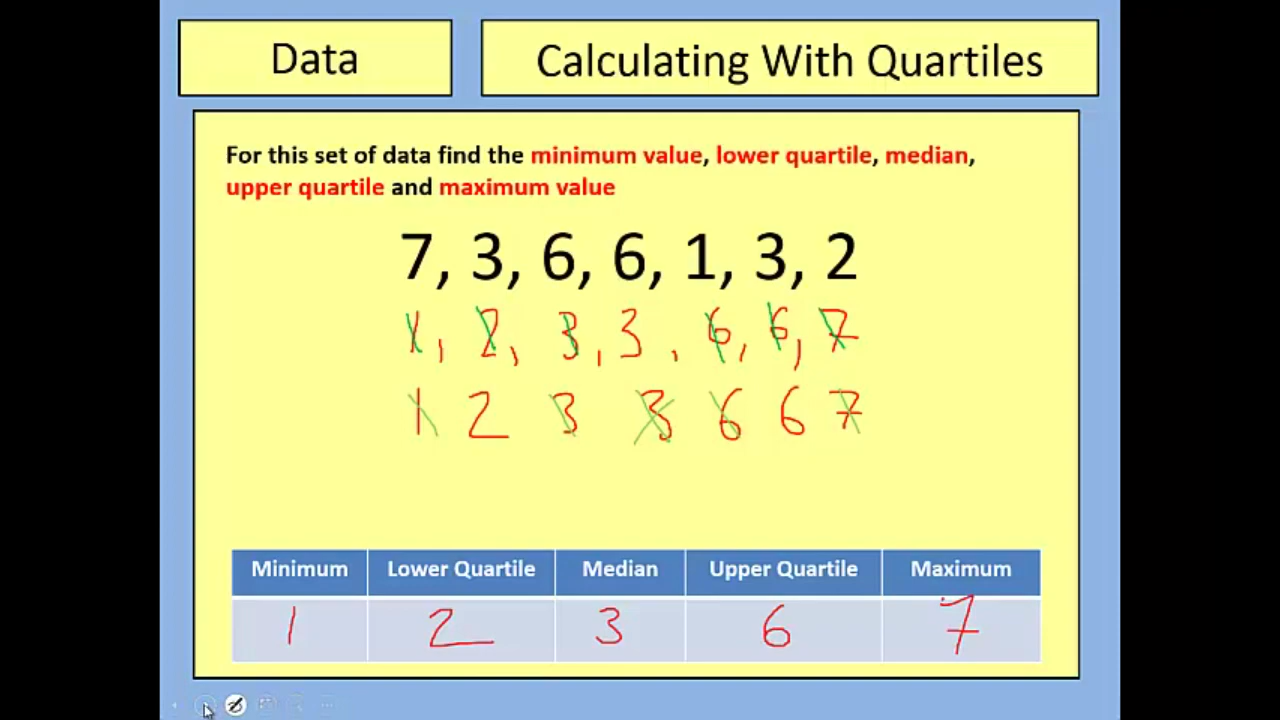 Data
Calculating With Quartiles
For this set of data find the minimum value, lower quartile, median,
upper quartile and maximum value
7, 3, 6, 6, 1, 3, 2
1, 2, 3, 3, 6, 6, 7
1 2 3 3 6 6 7
Minimum Lower Quartile Median Upper Quartile Maximum
1 2 3 6 7